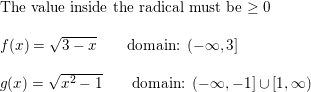 The value inside the radical must be ≥ 0
f(x) = √(3 − x) domain: (−∞, 3]
g(x) = √(x² − 1) domain: (−∞, −1] ∪ [1, ∞)